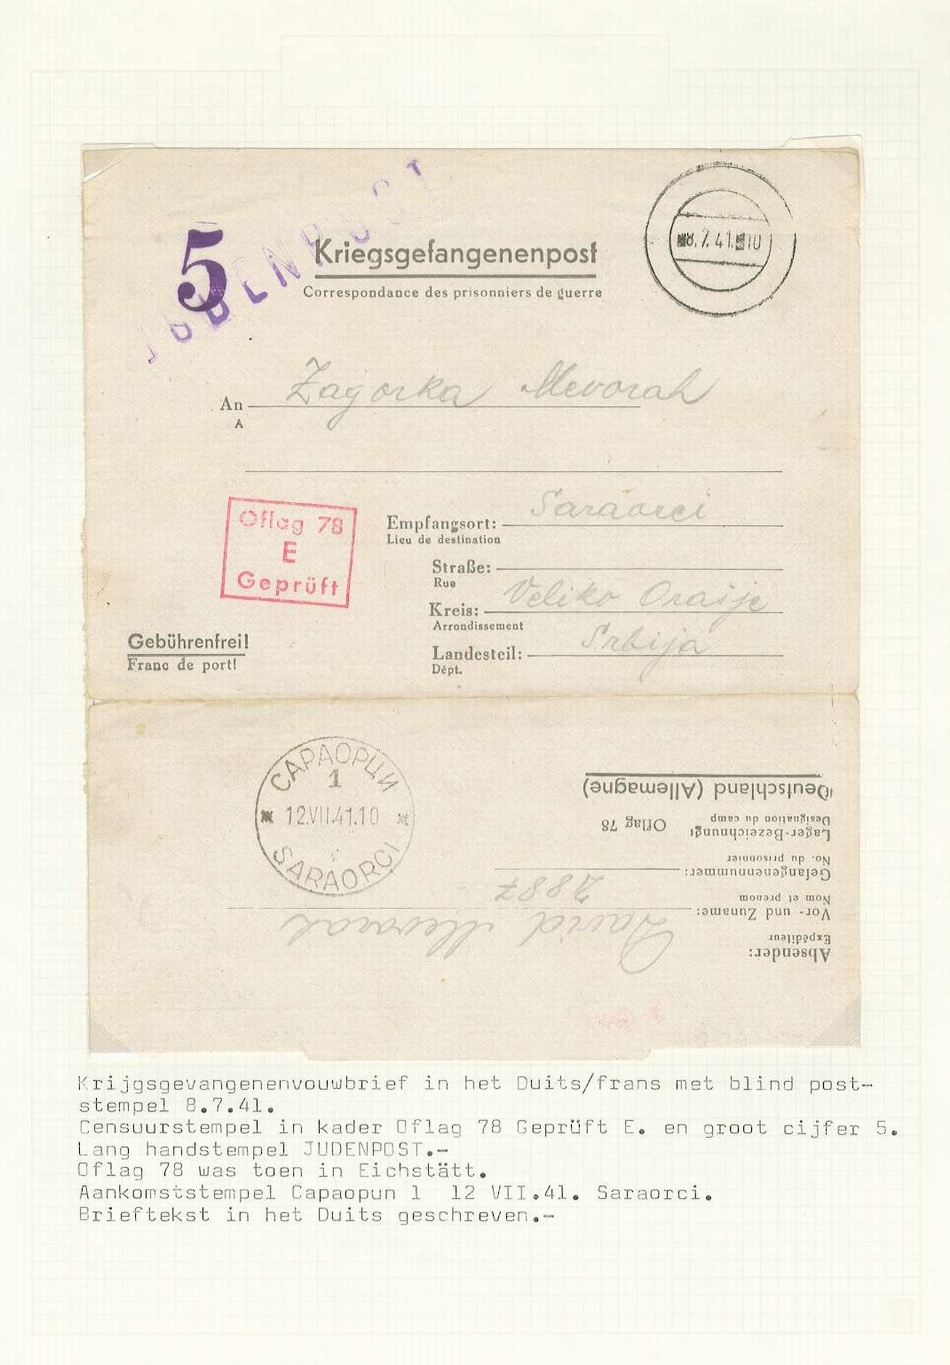 JUDENPOST
5
Kriegsgefangenenpost
Correspondance des prisonniers de guerre
8.7.41. 10
An Zagorka Mevorah
A
Oflag 78
E
Geprüft
Empfangsort: Saraorci
Lieu de destination
Straße:
Rue
Kreis: Veliko Orašje
Arrondissement
Landesteil: Srbija
Dépt.
Gebührenfrei!
Franc de port!
САРАОРЦИ
1
12.VII.41.10
SARAORCI
Absender:
Expéditeur
Vor- und Zuname: David Mevorah
Nom et prénom
Gefangenennummer: 2887
No. du prisonnier
Lager-Bezeichnung: Oflag 78
Désignation du camp
Deutschland (Allemagne)
Krijgsgevangenenvouwbrief in het Duits/frans met blind post-
stempel 8.7.41.
Censuurstempel in kader Oflag 78 Geprüft E. en groot cijfer 5.
Lang handstempel JUDENPOST.-
Oflag 78 was toen in Eichstätt.
Aankomststempel Capaopun 1 12 VII.41. Saraorci.
Brieftekst in het Duits geschreven.-